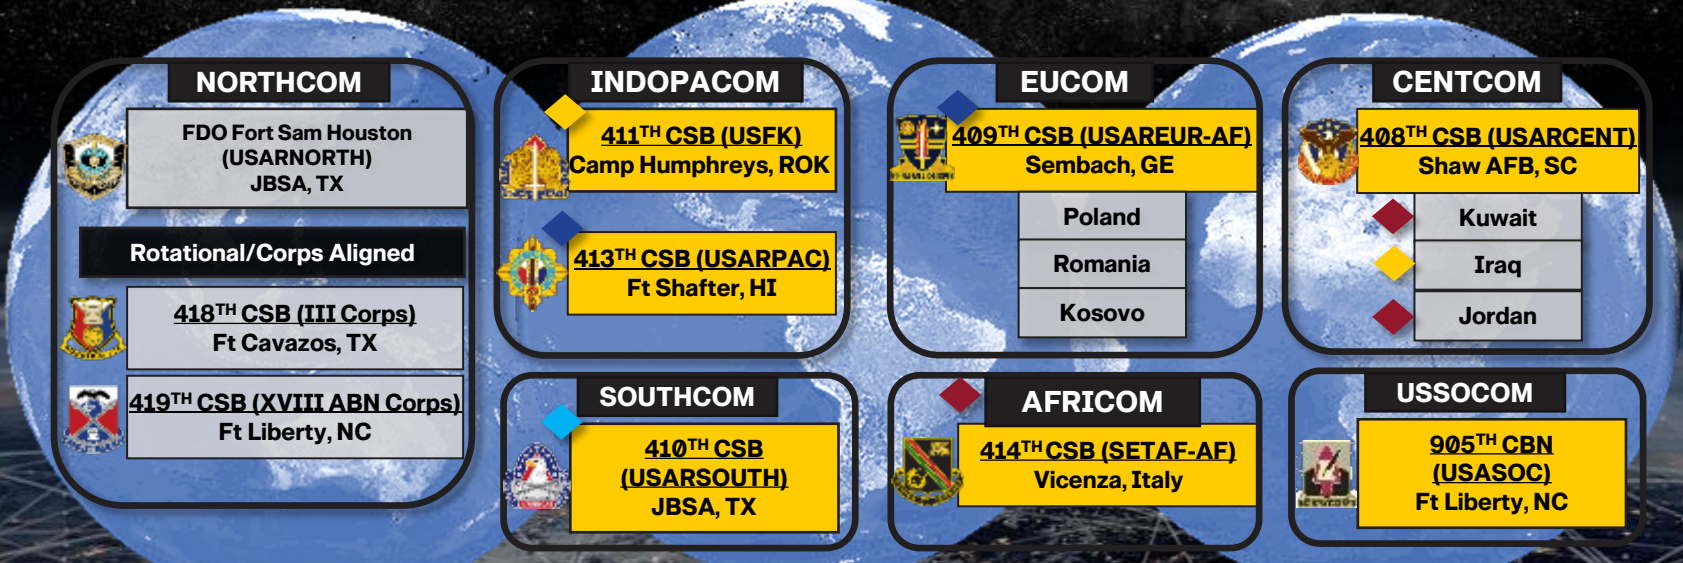 NORTHCOM
FDO Fort Sam Houston
(USARNORTH)
JBSA, TX
Rotational/Corps Aligned
418TH CSB (III Corps)
Ft Cavazos, TX
419TH CSB (XVIII ABN Corps)
Ft Liberty, NC
INDOPACOM
411TH CSB (USFK)
Camp Humphreys, ROK
413TH CSB (USARPAC)
Ft Shafter, HI
SOUTHCOM
410TH CSB
(USARSOUTH)
JBSA, TX
EUCOM
409TH CSB (USAREUR-AF)
Sembach, GE
Poland
Romania
Kosovo
AFRICOM
414TH CSB (SETAF-AF)
Vicenza, Italy
CENTCOM
408TH CSB (USARCENT)
Shaw AFB, SC
Kuwait
Iraq
Jordan
USSOCOM
905TH CBN
(USASOC)
Ft Liberty, NC